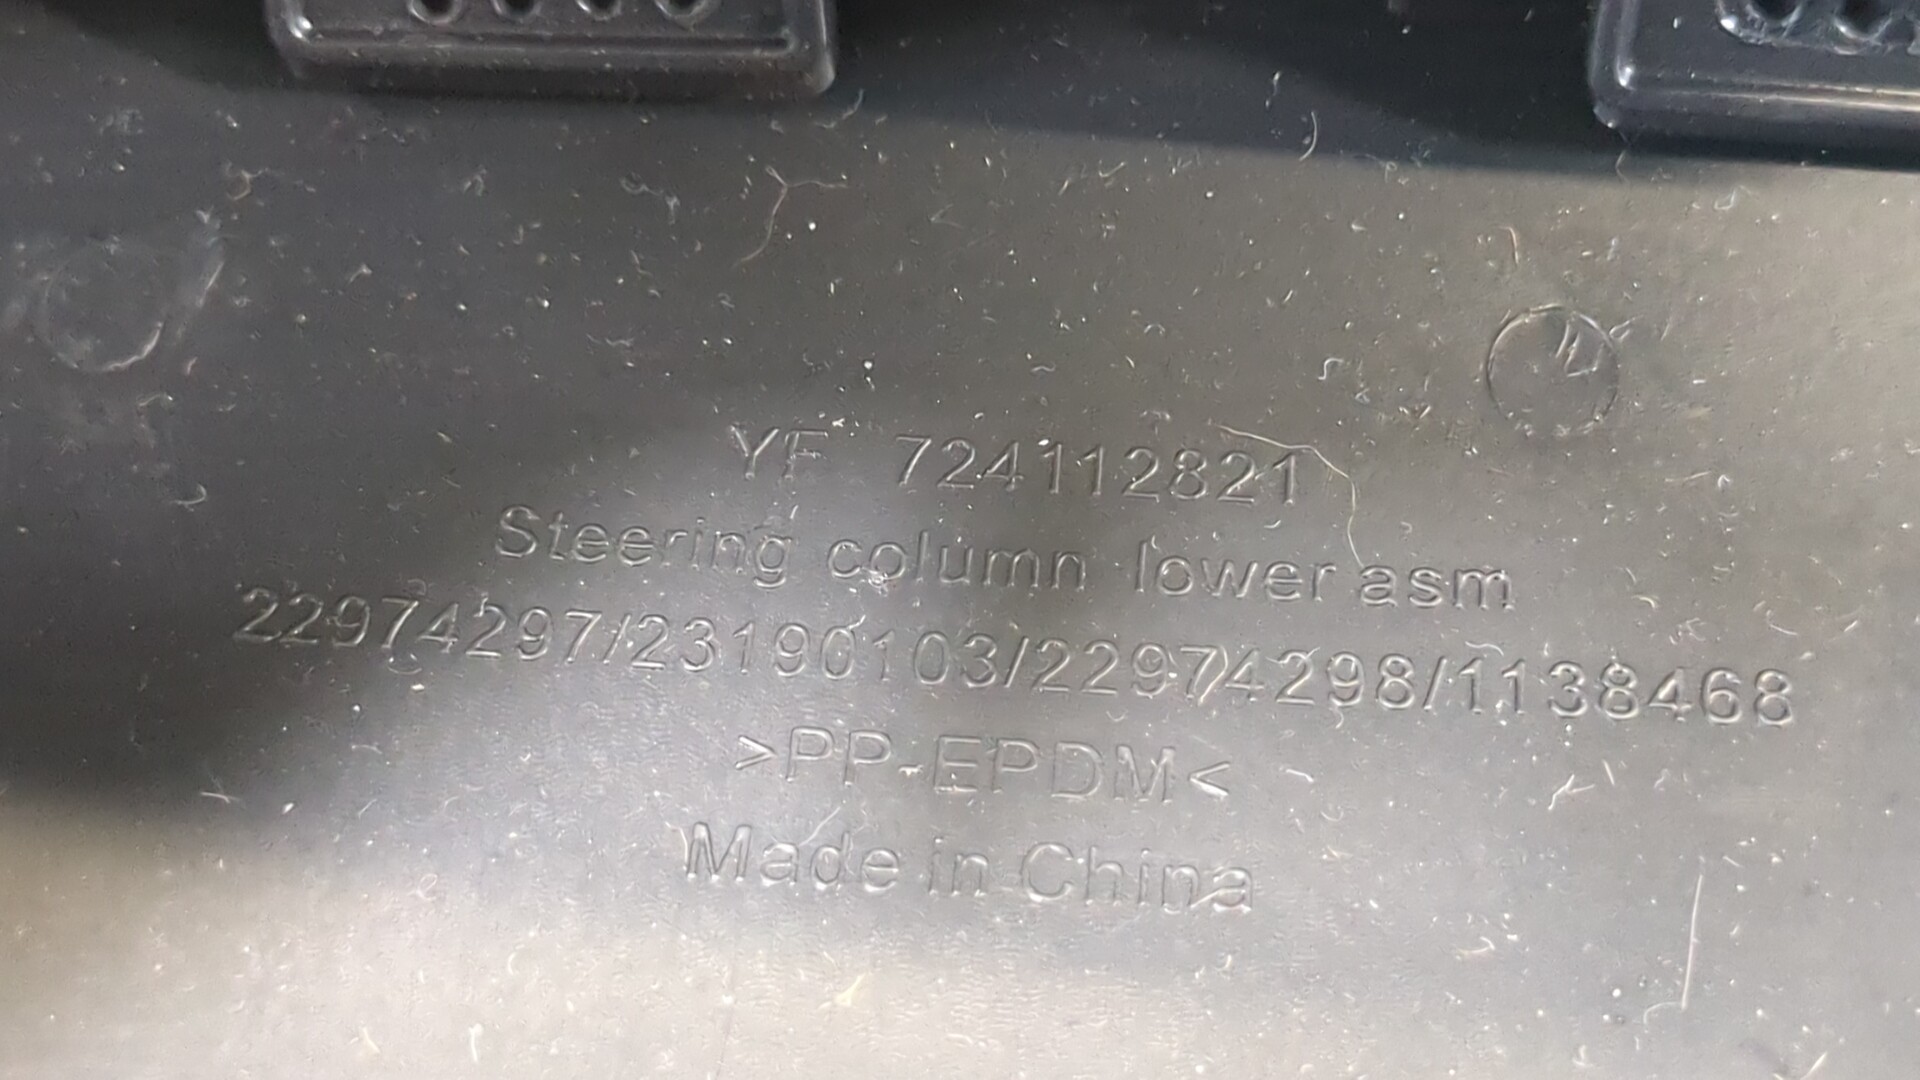 YF 724112821
Steering column lower asm
22974297/23190103/22974298/1138468
>PP-EPDM<
Made in China